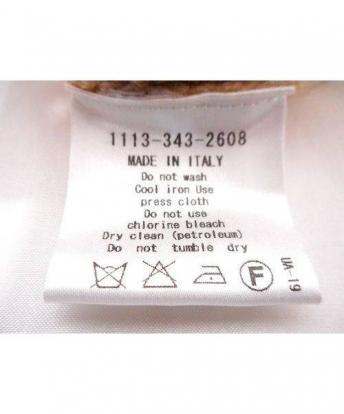 1113-343-2608
MADE IN ITALY
Do not wash
Cool iron Use
press cloth
Do not use
chlorine bleach
Dry clean (petroleum)
Do not tumble dry
F
UA-19